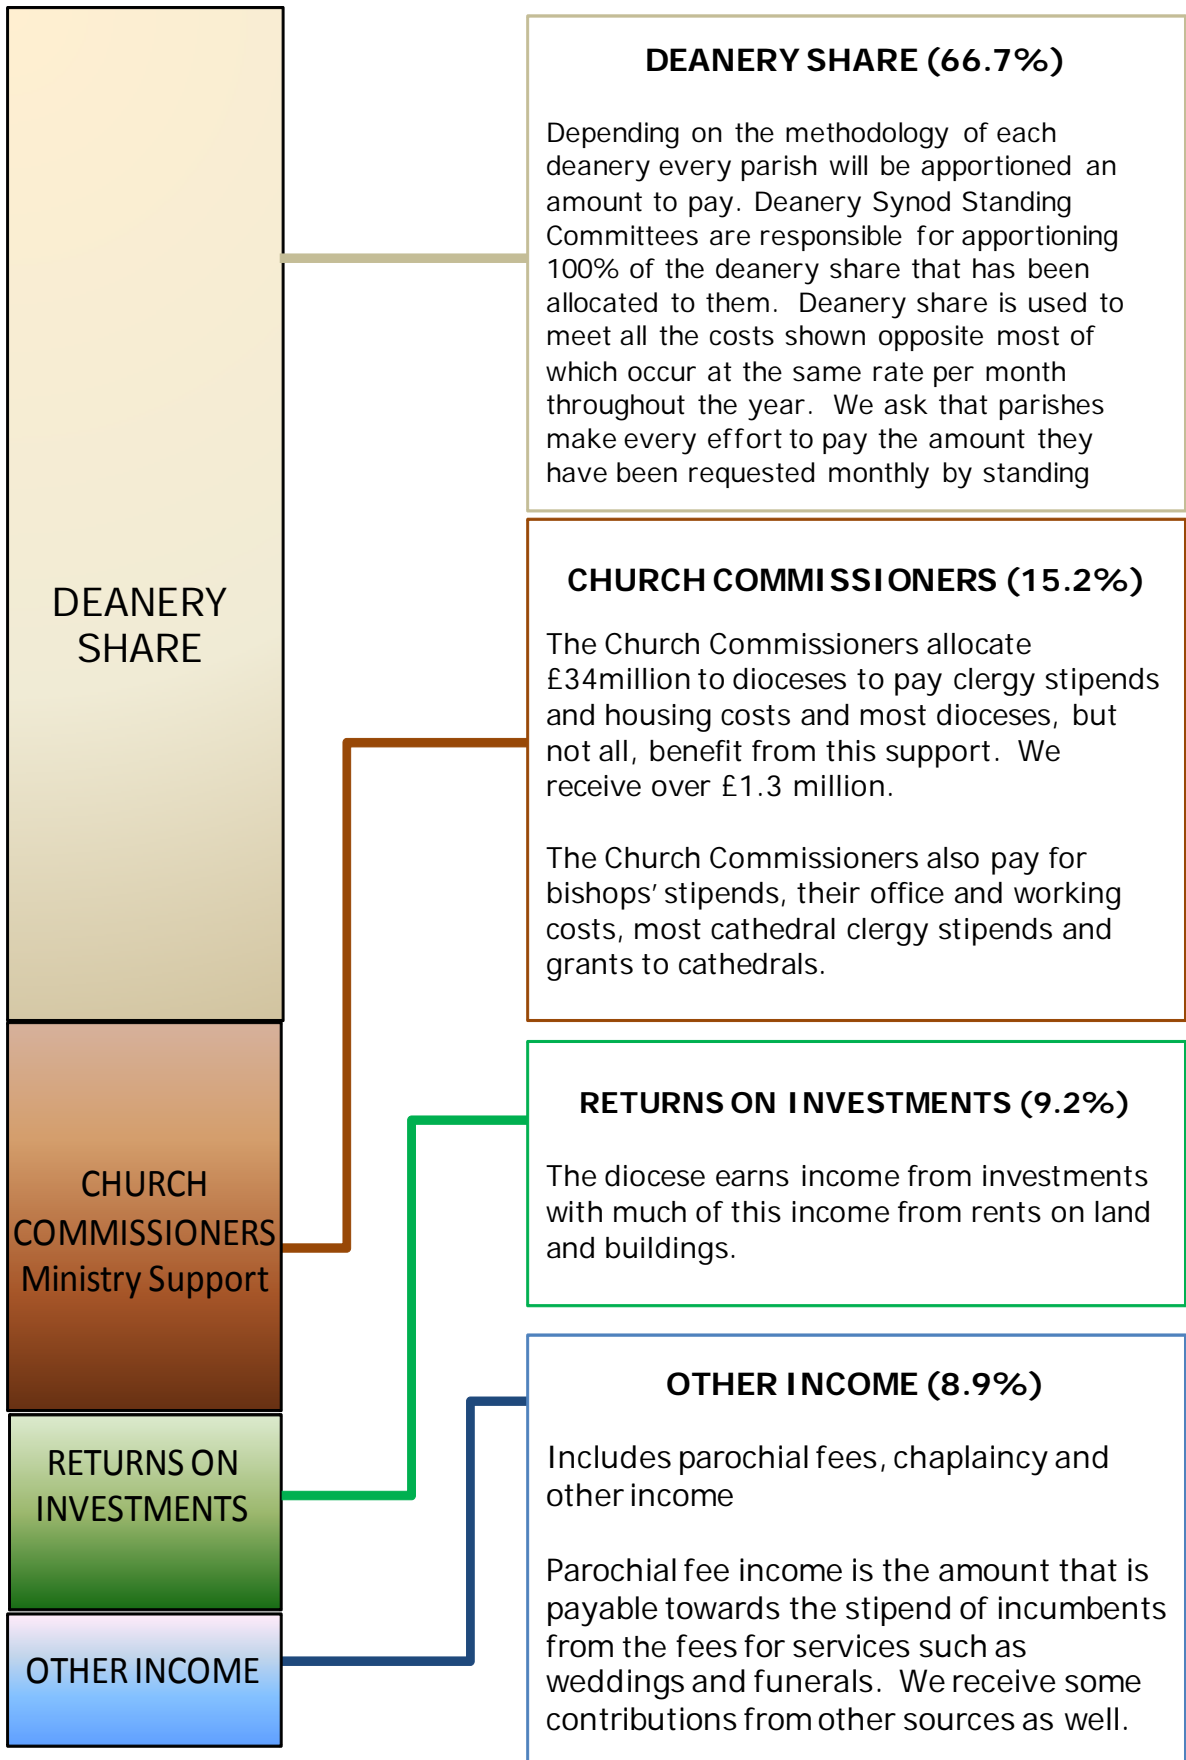 DEANERY
SHARE
CHURCH
COMMISSIONERS
Ministry Support
RETURNS ON
INVESTMENTS
OTHER INCOME
DEANERY SHARE (66.7%)
Depending on the methodology of each
deanery every parish will be apportioned an
amount to pay. Deanery Synod Standing
Committees are responsible for apportioning
100% of the deanery share that has been
allocated to them. Deanery share is used to
meet all the costs shown opposite most of
which occur at the same rate per month
throughout the year. We ask that parishes
make every effort to pay the amount they
have been requested monthly by standing
CHURCH COMMISSIONERS (15.2%)
The Church Commissioners allocate
£34million to dioceses to pay clergy stipends
and housing costs and most dioceses, but
not all, benefit from this support. We
receive over £1.3 million.
The Church Commissioners also pay for
bishops’ stipends, their office and working
costs, most cathedral clergy stipends and
grants to cathedrals.
RETURNS ON INVESTMENTS (9.2%)
The diocese earns income from investments
with much of this income from rents on land
and buildings.
OTHER INCOME (8.9%)
Includes parochial fees, chaplaincy and
other income
Parochial fee income is the amount that is
payable towards the stipend of incumbents
from the fees for services such as
weddings and funerals. We receive some
contributions from other sources as well.